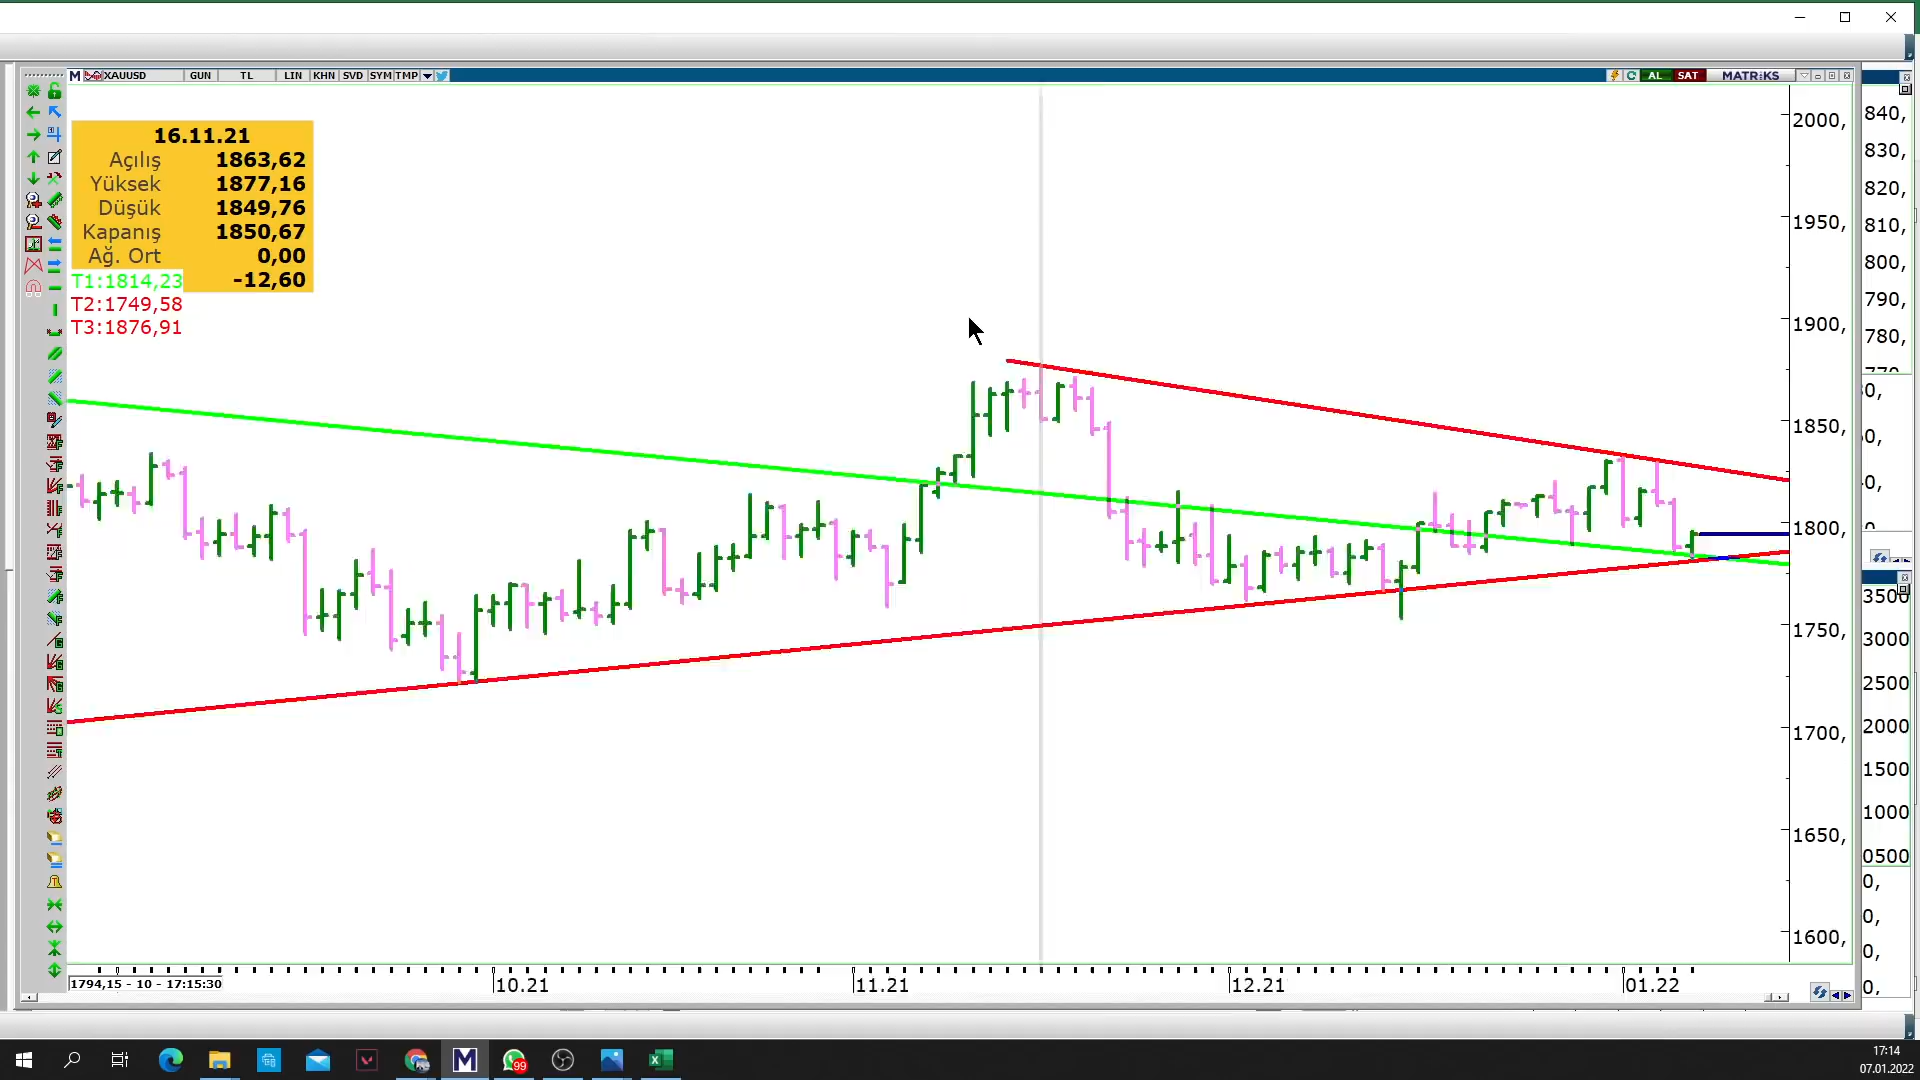 XAUUSD GUN TL LIN KHN SVD SYM TMP AL SAT MATRiKS
16.11.21
Açılış 1863,62
Yüksek 1877,16
Düşük 1849,76
Kapanış 1850,67
Ağ. Ort 0,00
T1:1814,23 -12,60
T2:1749,58
T3:1876,91
2000,
1950,
1900,
1850,
1800,
1750,
1700,
1650,
1600,
840,
830,
820,
810,
800,
790,
780,
3500
3000
2500
2000
1500
1000
0500
1794,15 - 10 - 17:15:30
10.21 11.21 12.21 01.22
99
17:14
07.01.2022